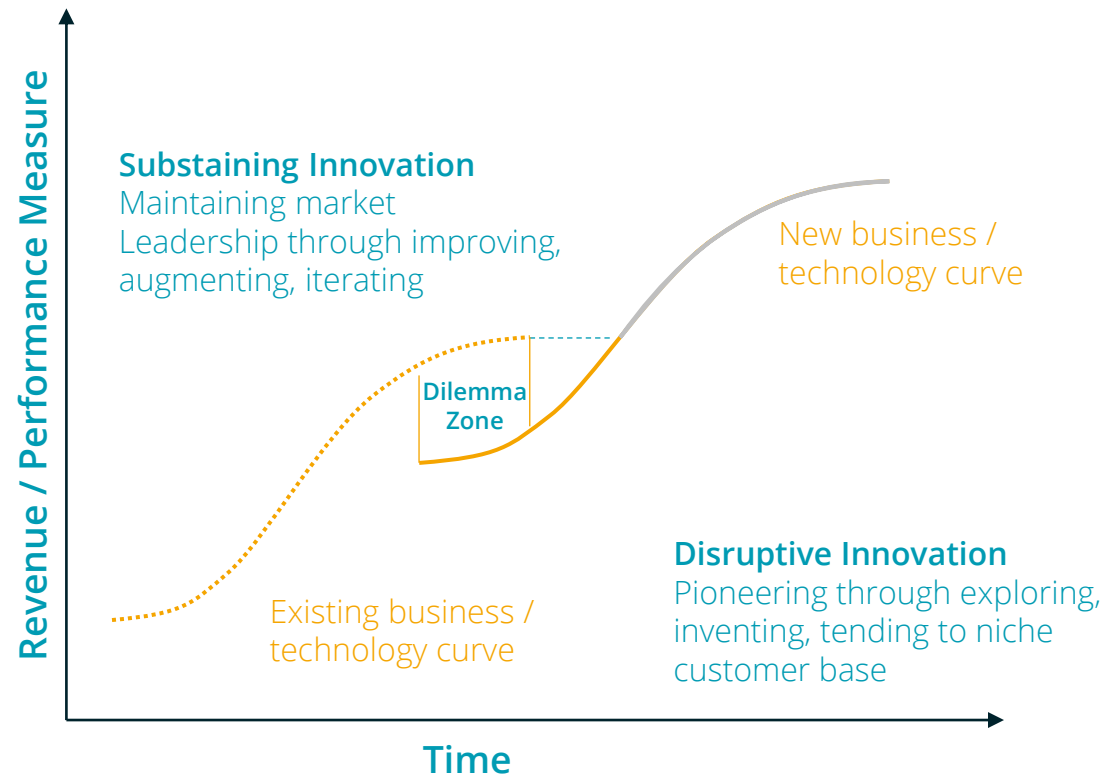 Revenue / Performance Measure
Substaining Innovation
Maintaining market
Leadership through improving,
augmenting, iterating
New business /
technology curve
Dilemma
Zone
Existing business /
technology curve
Disruptive Innovation
Pioneering through exploring,
inventing, tending to niche
customer base
Time